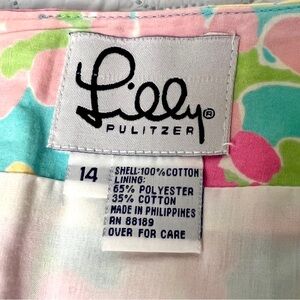 Lilly®
PULITZER
14
SHELL:100% COTTON
LINING:
65% POLYESTER
35% COTTON
MADE IN PHILIPPINES
RN 88189
OVER FOR CARE